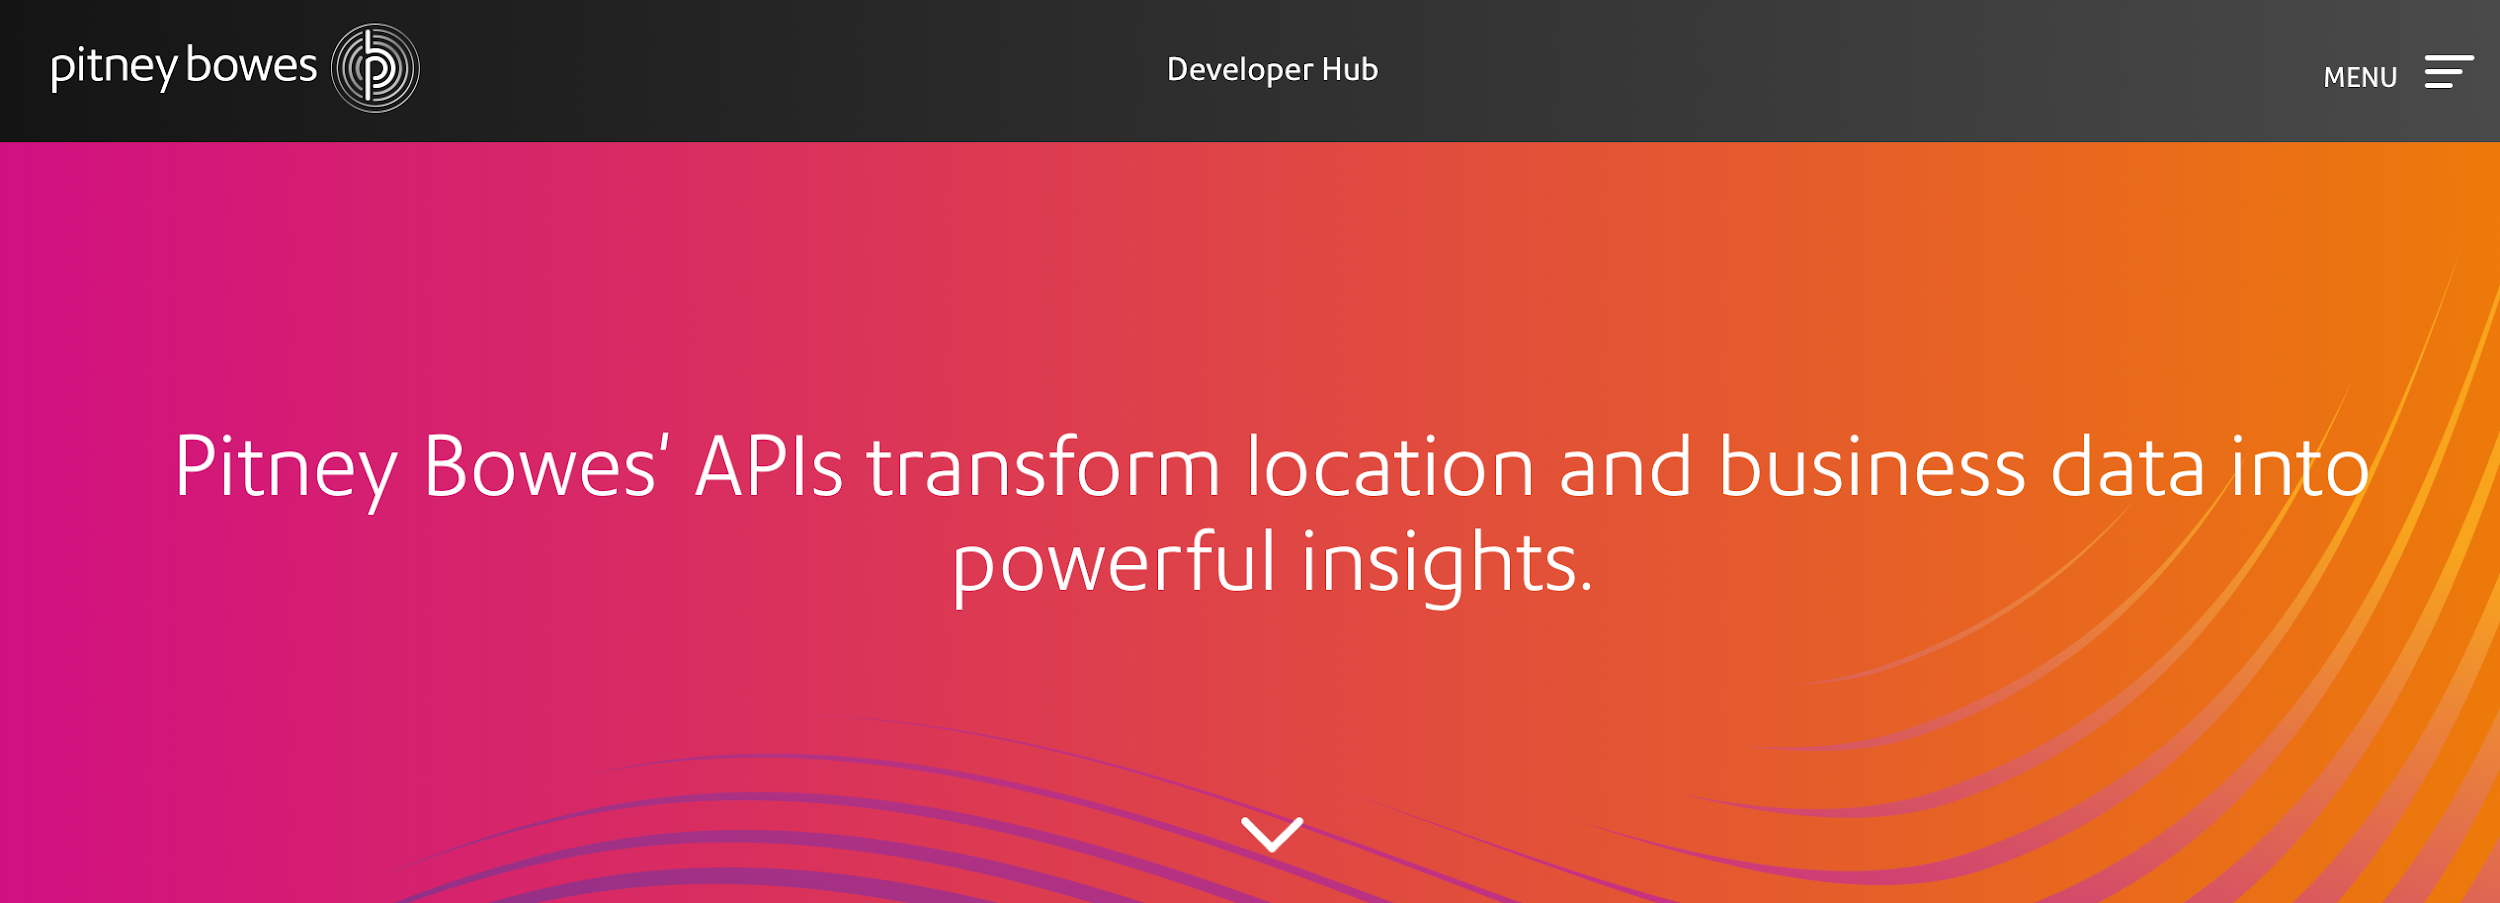 pitney bowes
Developer Hub
MENU
Pitney Bowes' APIs transform location and business data into
powerful insights.